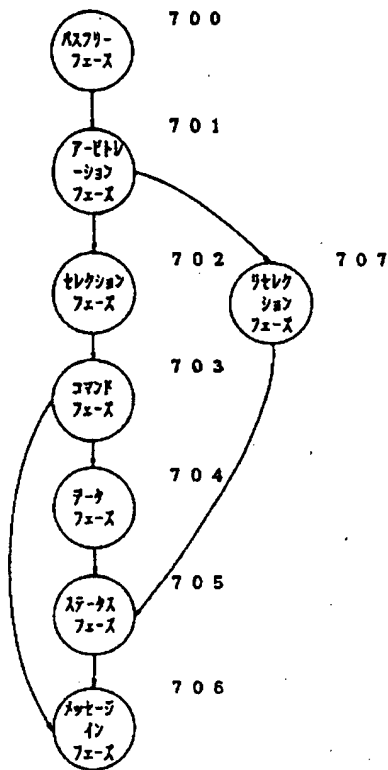 700
バスフリー
フェーズ
701
アービトレ
ーション
フェーズ
702
セレクション
フェーズ
707
リセレク
ション
フェーズ
703
コマンド
フェーズ
704
データ
フェーズ
705
ステータス
フェーズ
706
メッセージ
イン
フェーズ